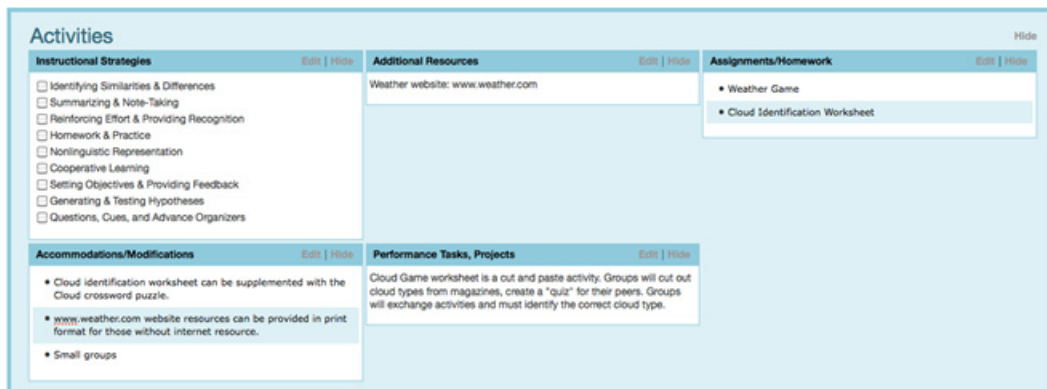 Activities
Hide
Instructional Strategies
Edit | Hide
Identifying Similarities & Differences
Summarizing & Note-Taking
Reinforcing Effort & Providing Recognition
Homework & Practice
Nonlinguistic Representation
Cooperative Learning
Setting Objectives & Providing Feedback
Generating & Testing Hypotheses
Questions, Cues, and Advance Organizers
Additional Resources
Edit | Hide
Weather website: www.weather.com
Assignments/Homework
Edit | Hide
• Weather Game
• Cloud Identification Worksheet
Accommodations/Modifications
Edit | Hide
• Cloud identification worksheet can be supplemented with the
Cloud crossword puzzle.
• www.weather.com website resources can be provided in print
format for those without internet resource.
• Small groups
Performance Tasks, Projects
Edit | Hide
Cloud Game worksheet is a cut and paste activity. Groups will cut out
cloud types from magazines, create a "quiz" for their peers. Groups
will exchange activities and must identify the correct cloud type.